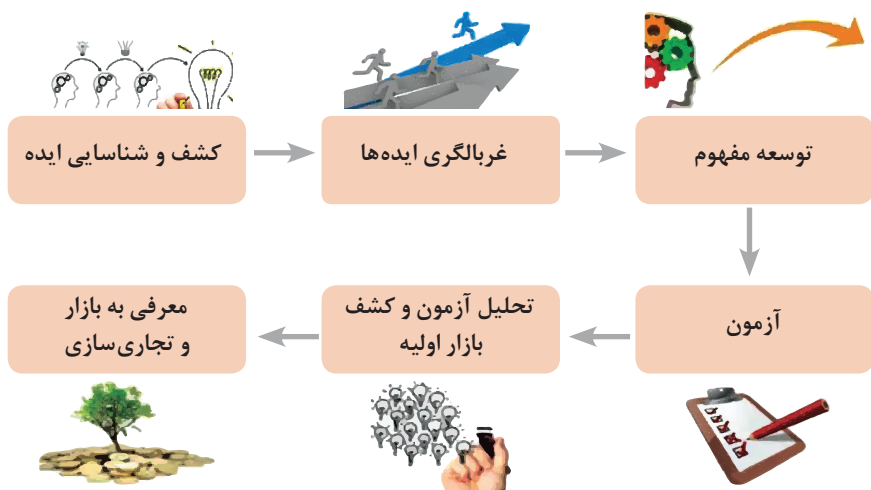 کشف و شناسایی ایده
غربالگری ایده‌ها
توسعه مفهوم
آزمون
تحلیل آزمون و کشف
بازار اولیه
معرفی به بازار
و تجاری‌سازی